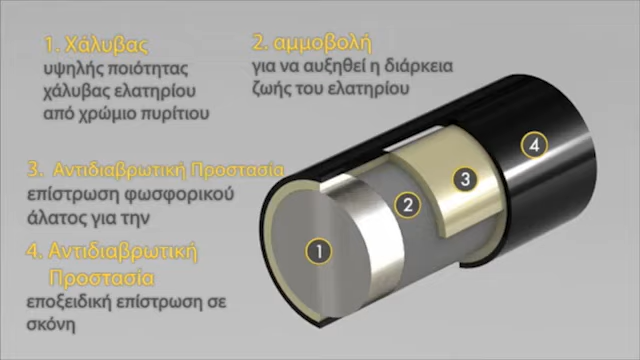 1. Χάλυβας
υψηλής ποιότητας
χάλυβας ελατηρίου
από χρώμιο πυρίτιου
2. αμμοβολή
για να αυξηθεί η διάρκεια
ζωής του ελατηρίου
3. Αντιδιαβρωτική Προστασία
επίστρωση φωσφορικού
άλατος για την
4. Αντιδιαβρωτική
Προστασία
εποξειδική επίστρωση σε
σκόνη
1
2
3
4